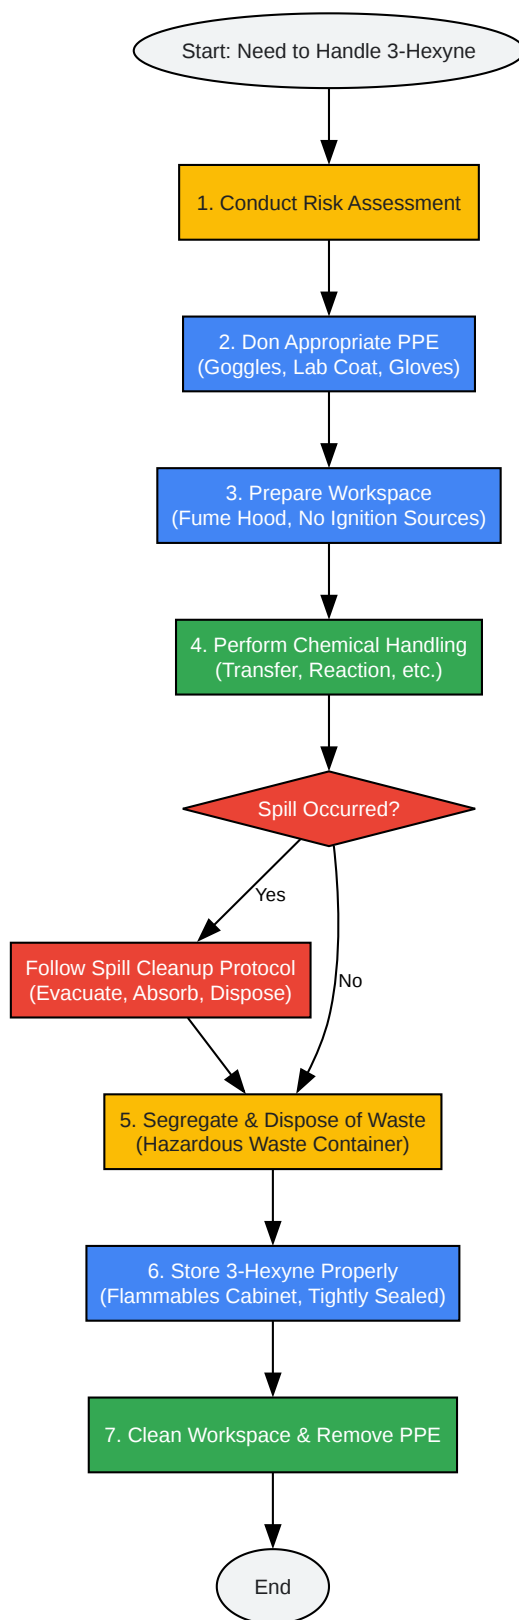 Start: Need to Handle 3-Hexyne
1. Conduct Risk Assessment
2. Don Appropriate PPE
(Goggles, Lab Coat, Gloves)
3. Prepare Workspace
(Fume Hood, No Ignition Sources)
4. Perform Chemical Handling
(Transfer, Reaction, etc.)
Spill Occurred?
Yes
Follow Spill Cleanup Protocol
(Evacuate, Absorb, Dispose)
No
5. Segregate & Dispose of Waste
(Hazardous Waste Container)
6. Store 3-Hexyne Properly
(Flammables Cabinet, Tightly Sealed)
7. Clean Workspace & Remove PPE
End